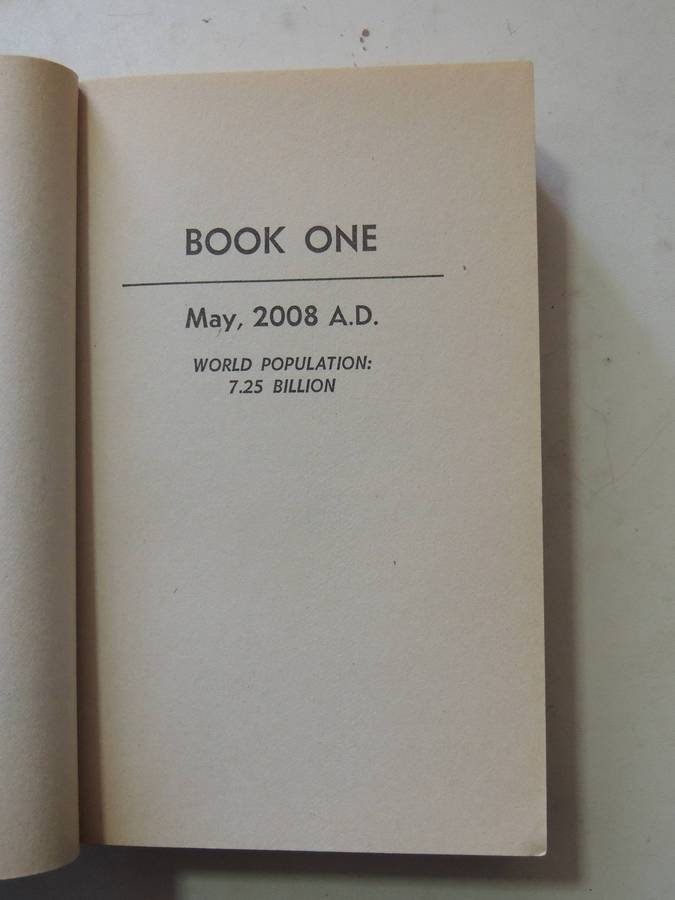 BOOK ONE
May, 2008 A.D.
WORLD POPULATION:
7.25 BILLION